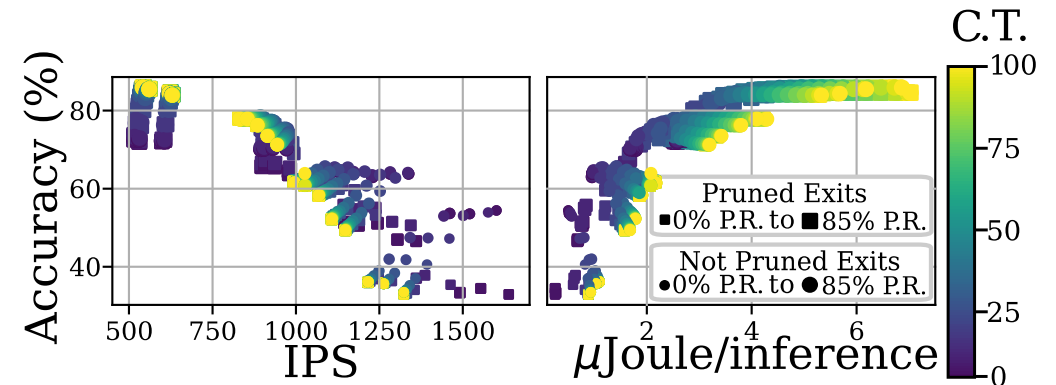 C.T.
Accuracy (%)
80
60
40
500
750
1000
1250
1500
IPS
Pruned Exits
0% P.R. to 85% P.R.
Not Pruned Exits
0% P.R. to 85% P.R.
2
4
6
μJoule/inference
100
75
50
25
0